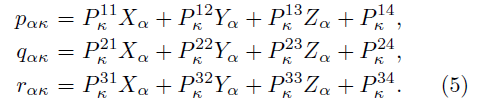 p_{ακ} = P_κ^{11} X_α + P_κ^{12} Y_α + P_κ^{13} Z_α + P_κ^{14},
q_{ακ} = P_κ^{21} X_α + P_κ^{22} Y_α + P_κ^{23} Z_α + P_κ^{24},
r_{ακ} = P_κ^{31} X_α + P_κ^{32} Y_α + P_κ^{33} Z_α + P_κ^{34}. (5)